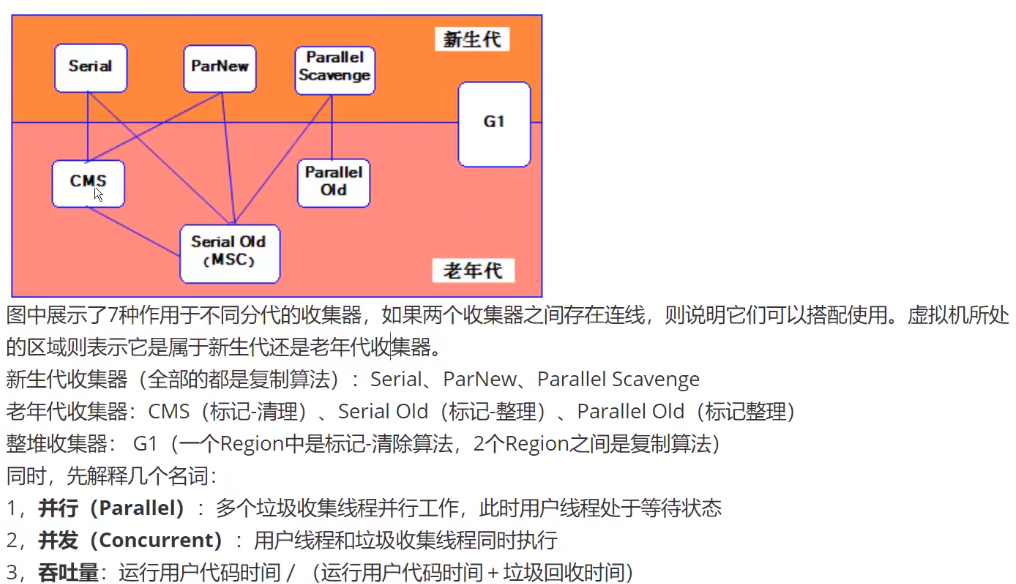 新生代
Serial
ParNew
Parallel
Scavenge
G1
CMS
Parallel
Old
Serial Old
（MSC）
老年代
图中展示了7种作用于不同分代的收集器，如果两个收集器之间存在连线，则说明它们可以搭配使用。虚拟机所处
的区域则表示它是属于新生代还是老年代收集器。
新生代收集器（全部的都是复制算法）：Serial、ParNew、Parallel Scavenge
老年代收集器：CMS（标记-清理）、Serial Old（标记-整理）、Parallel Old（标记整理）
整堆收集器： G1（一个Region中是标记-清除算法，2个Region之间是复制算法）
同时，先解释几个名词：
1，并行（Parallel）：多个垃圾收集线程并行工作，此时用户线程处于等待状态
2，并发（Concurrent）：用户线程和垃圾收集线程同时执行
3，吞吐量：运行用户代码时间 / （运行用户代码时间＋垃圾回收时间）